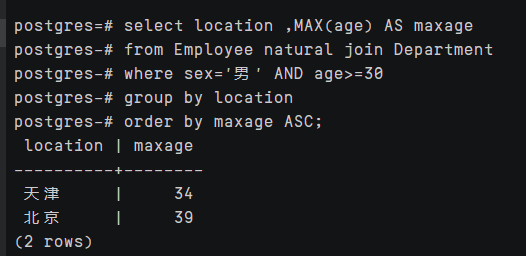 postgres=# select location ,MAX(age) AS maxage
postgres-# from Employee natural join Department
postgres-# where sex='男' AND age>=30
postgres-# group by location
postgres-# order by maxage ASC;
 location | maxage
----------+--------
 天津     |     34
 北京     |     39
(2 rows)